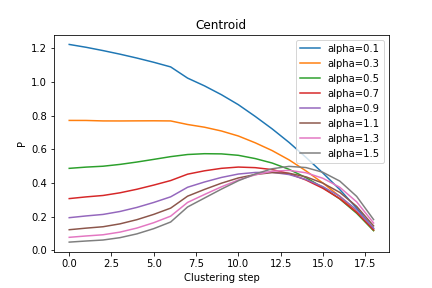 Centroid
P
1.2
1.0
0.8
0.6
0.4
0.2
0.0
alpha=0.1
alpha=0.3
alpha=0.5
alpha=0.7
alpha=0.9
alpha=1.1
alpha=1.3
alpha=1.5
0.0 2.5 5.0 7.5 10.0 12.5 15.0 17.5
Clustering step